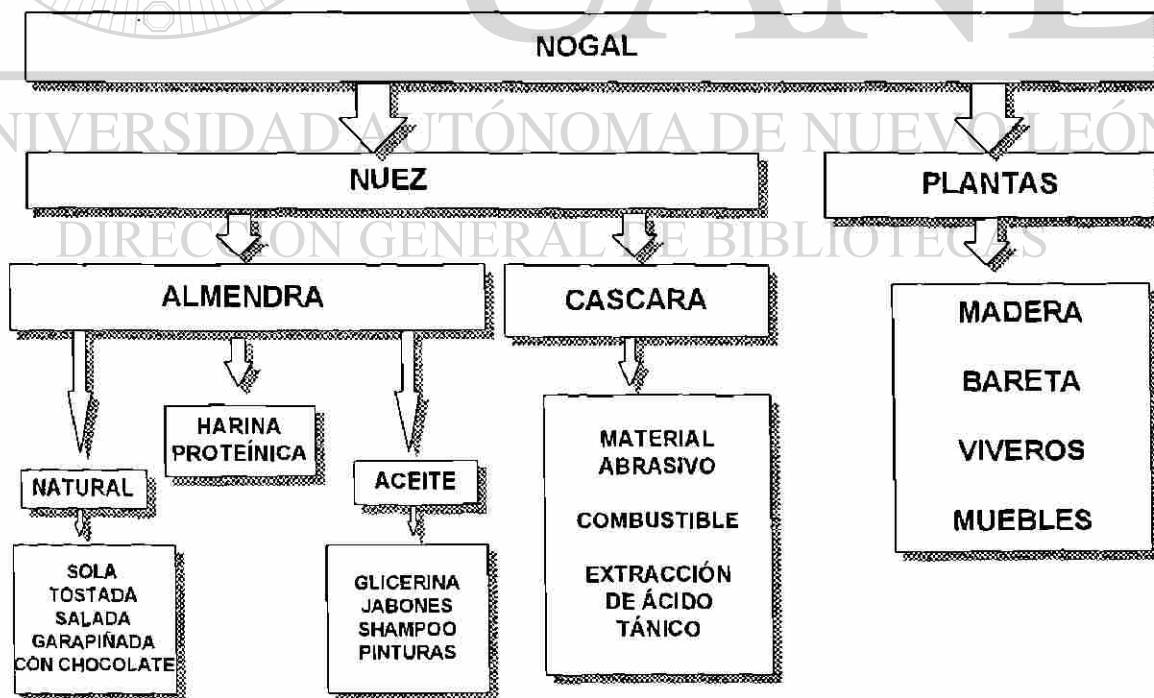 NOGAL
UNIVERSIDAD AUTÓNOMA DE NUEVO LEÓN
NUEZ
PLANTAS
DIRECCIÓN GENERAL DE BIBLIOTECAS
ALMENDRA
CASCARA
MADERA
BARETA
VIVEROS
MUEBLES
HARINA
PROTEÍNICA
NATURAL
ACEITE
MATERIAL
ABRASIVO
COMBUSTIBLE
EXTRACCIÓN
DE ÁCIDO
TÁNICO
SOLA
TOSTADA
SALADA
GARAPIÑADA
CON CHOCOLATE
GLICERINA
JABONES
SHAMPOO
PINTURAS